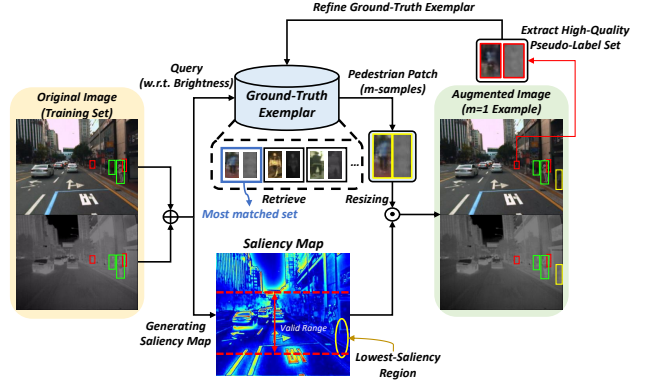 Refine Ground-Truth Exemplar
Extract High-Quality
Pseudo-Label Set
Query
(w.r.t. Brightness)
Ground-Truth
Exemplar
Pedestrian Patch
(m-samples)
Original Image
(Training Set)
Augmented Image
(m=1 Example)
...
Retrieve
Most matched set
Resizing
Saliency Map
Valid Range
Generating
Saliency Map
Lowest-Saliency
Region